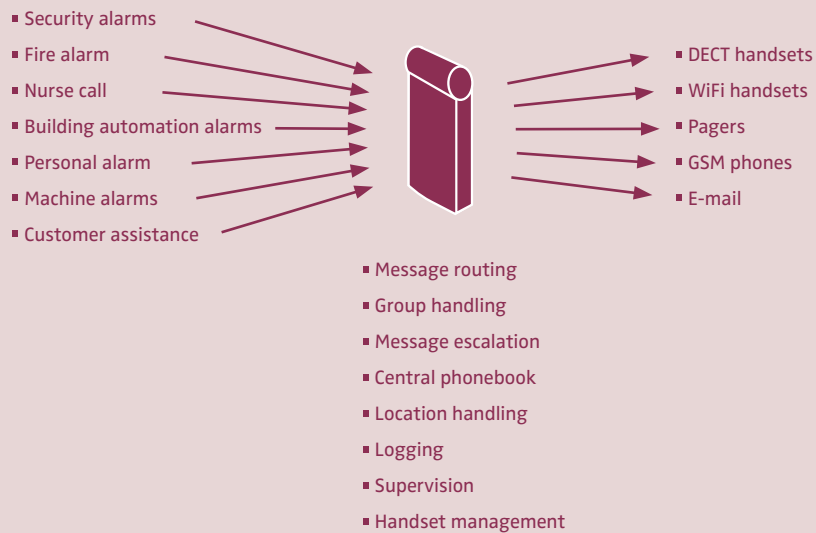 ▪ Security alarms
▪ Fire alarm
▪ Nurse call
▪ Building automation alarms
▪ Personal alarm
▪ Machine alarms
▪ Customer assistance
▪ DECT handsets
▪ WiFi handsets
▪ Pagers
▪ GSM phones
▪ E-mail
▪ Message routing
▪ Group handling
▪ Message escalation
▪ Central phonebook
▪ Location handling
▪ Logging
▪ Supervision
▪ Handset management